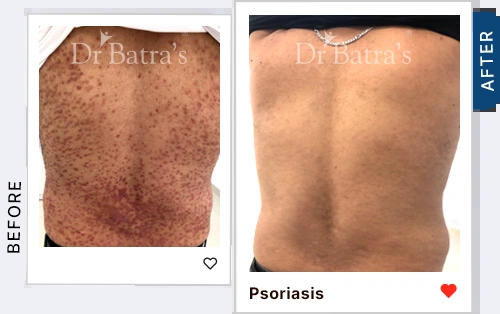 Dr Batra's
Dr Batra's
BEFORE
AFTER
Psoriasis